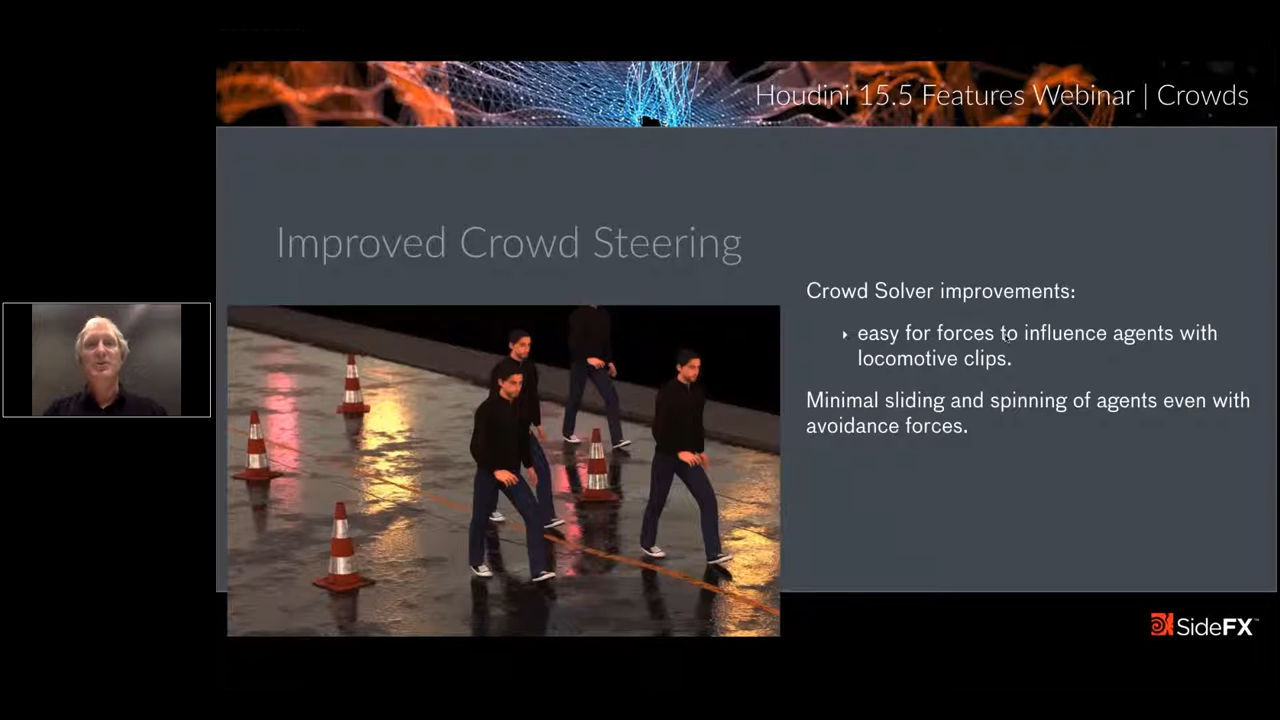 Houdini 15.5 Features Webinar | Crowds
Improved Crowd Steering
Crowd Solver improvements:
easy for forces to influence agents with
locomotive clips.
Minimal sliding and spinning of agents even with
avoidance forces.
SideFX™